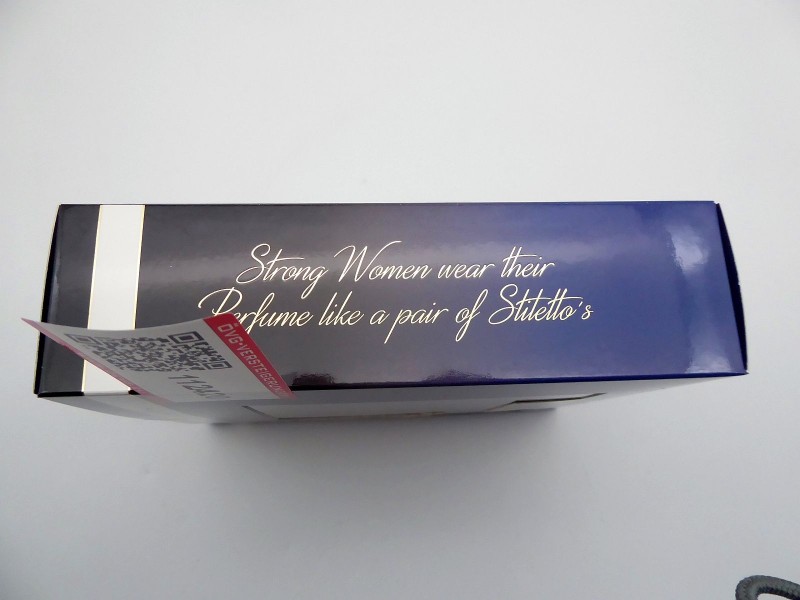 Strong Women wear their
Perfume like a pair of Stiletto's